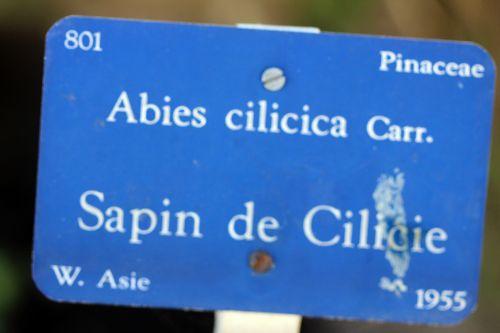 801 Pinaceae
Abies cilicica Carr.
Sapin de Cilicie
W. Asie 1955